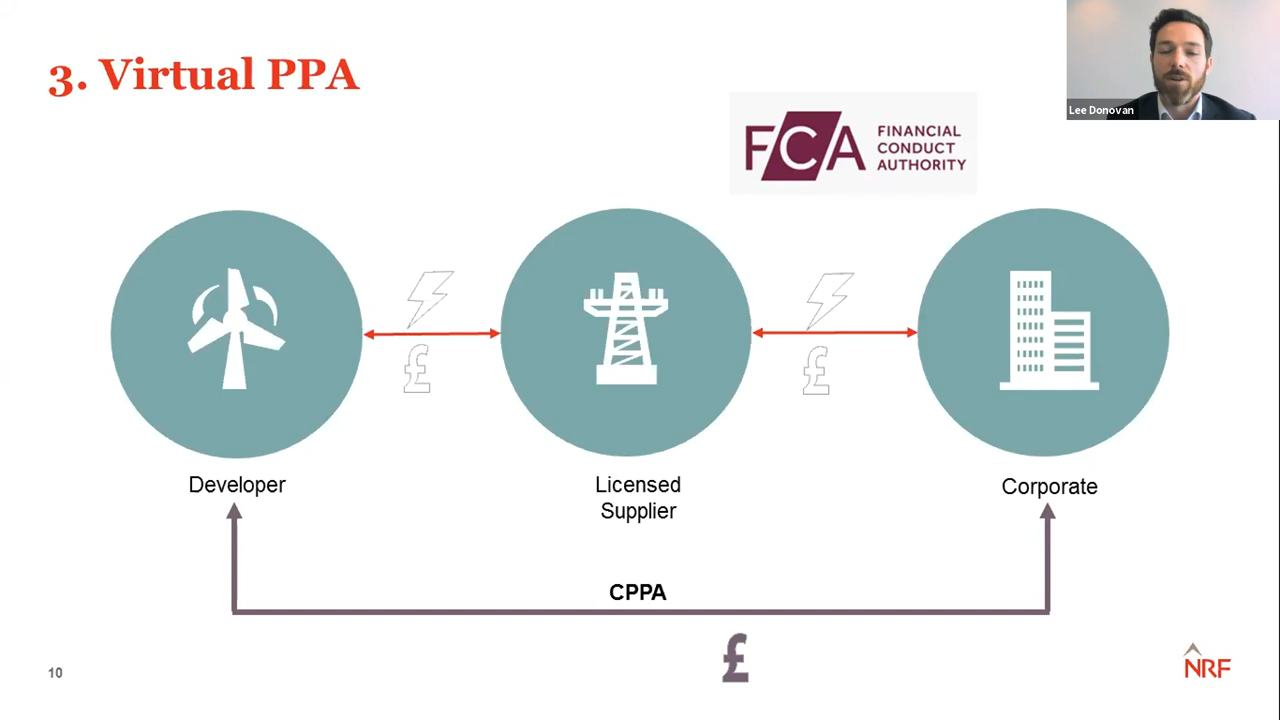 3. Virtual PPA
Lee Donovan
FCA
FINANCIAL
CONDUCT
AUTHORITY
£
£
Developer
Licensed
Supplier
Corporate
CPPA
£
10
NRF